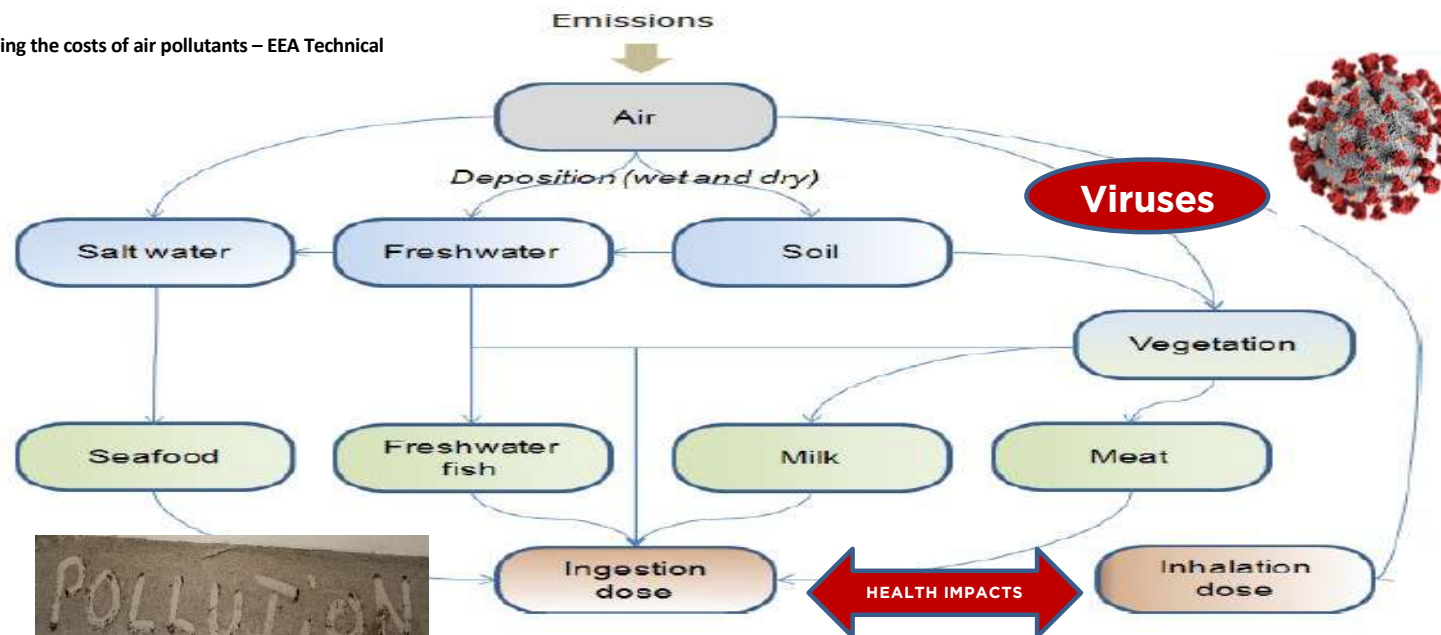 Emissions
ing the costs of air pollutants – EEA Technical
Air
Deposition (wet and dry)
Viruses
Salt water
Freshwater
Soil
Vegetation
Seafood
Freshwater
fish
Milk
Meat
Ingestion
dose
HEALTH IMPACTS
Inhalation
dose
POLLUTION